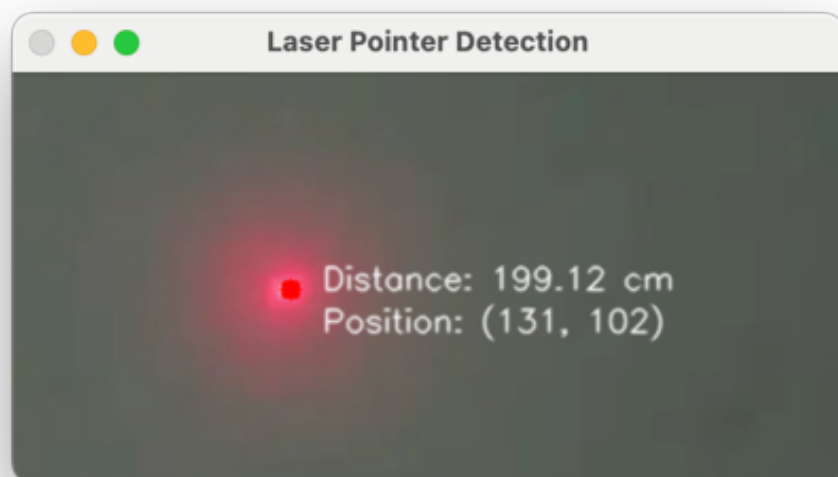 Laser Pointer Detection
Distance: 199.12 cm
Position: (131, 102)